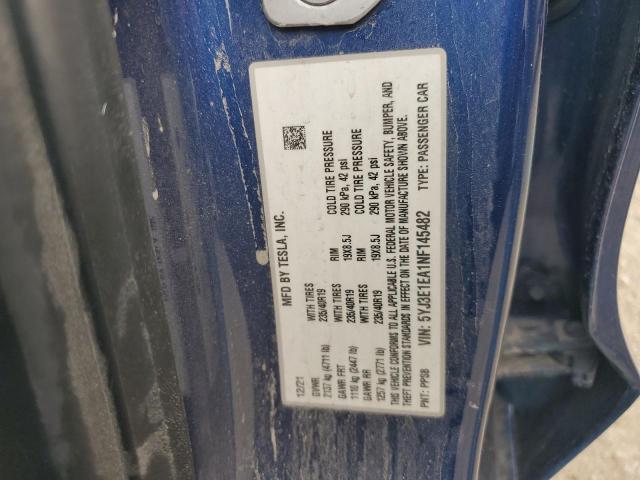 MFD BY TESLA, INC.
12/21
GVWR WITH TIRES RIM COLD TIRE PRESSURE
2137 kg (4711 lb) 235/40R19 19X8.5J 290 kPa, 42 psi
GAWR FRT WITH TIRES RIM COLD TIRE PRESSURE
1110 kg (2447 lb) 235/40R19 19X8.5J 290 kPa, 42 psi
GAWR RR
1257 kg (2771 lb)
THIS VEHICLE CONFORMS TO ALL APPLICABLE U.S. FEDERAL MOTOR VEHICLE SAFETY, BUMPER, AND
THEFT PREVENTION STANDARDS IN EFFECT ON THE DATE OF MANUFACTURE SHOWN ABOVE.
PNT: PPSB VIN: 5YJ3E1EA1NF145482 TYPE: PASSENGER CAR